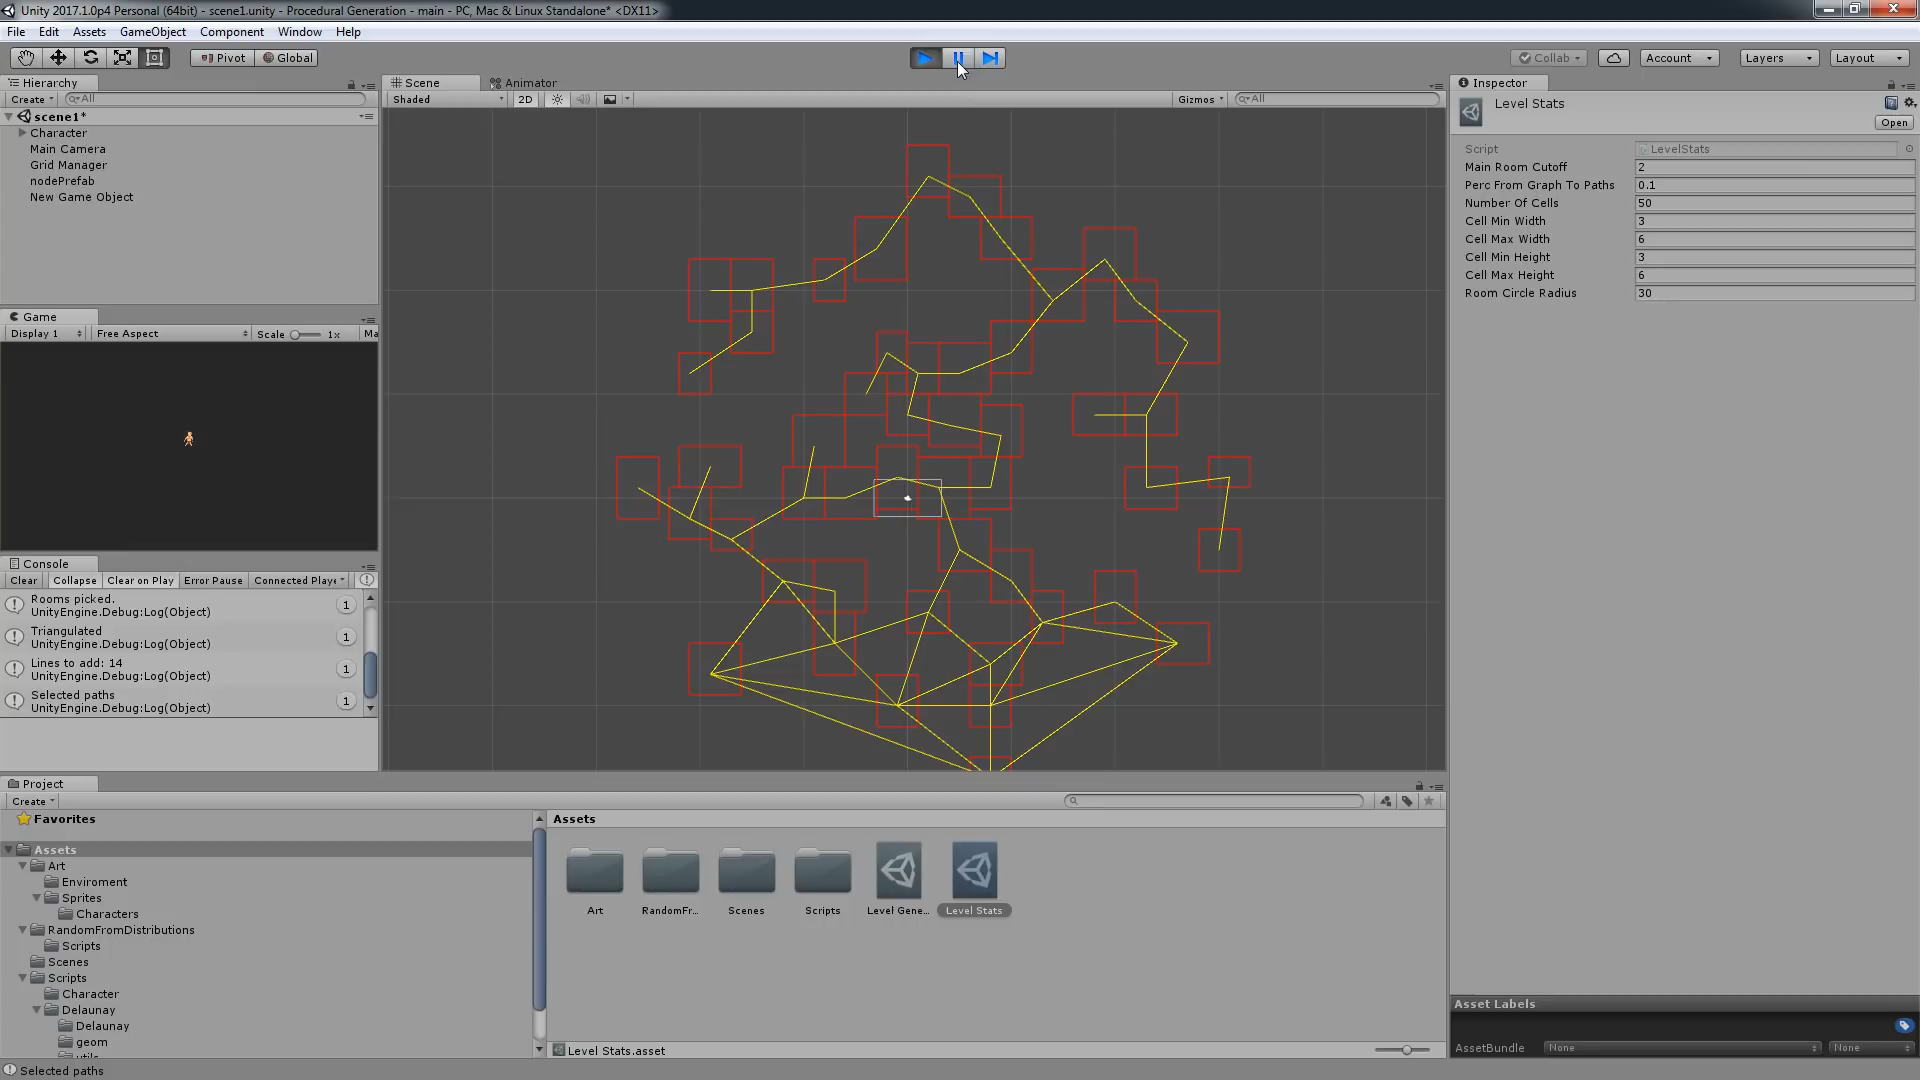 Unity 2017.1.0p4 Personal (64bit) - scene1.unity - Procedural Generation - main - PC, Mac & Linux Standalone* <DX11>
File Edit Assets GameObject Component Window Help
Pivot Global Collab Account Layers Layout
Hierarchy
Create All
scene1*
Character
Main Camera
Grid Manager
nodePrefab
New Game Object
Scene Animator
Shaded 2D Gizmos All
Game
Display 1 Free Aspect Scale 1x Ma
Console
Clear Collapse Clear on Play Error Pause Connected Playe
Rooms picked.
UnityEngine.Debug:Log(Object) 1
Triangulated
UnityEngine.Debug:Log(Object) 1
Lines to add: 14
UnityEngine.Debug:Log(Object) 1
Selected paths
UnityEngine.Debug:Log(Object) 1
Inspector
Level Stats
Open
Script LevelStats
Main Room Cutoff 2
Perc From Graph To Paths 0.1
Number Of Cells 50
Cell Min Width 3
Cell Max Width 6
Cell Min Height 3
Cell Max Height 6
Room Circle Radius 30
Project
Create
Favorites
Assets
Art
Enviroment
Sprites
Characters
RandomFromDistributions
Scripts
Scenes
Scripts
Character
Delaunay
Delaunay
geom
utils
Assets
Art RandomFr... Scenes Scripts Level Gene... Level Stats
Level Stats.asset
Asset Labels
AssetBundle None None
Selected paths